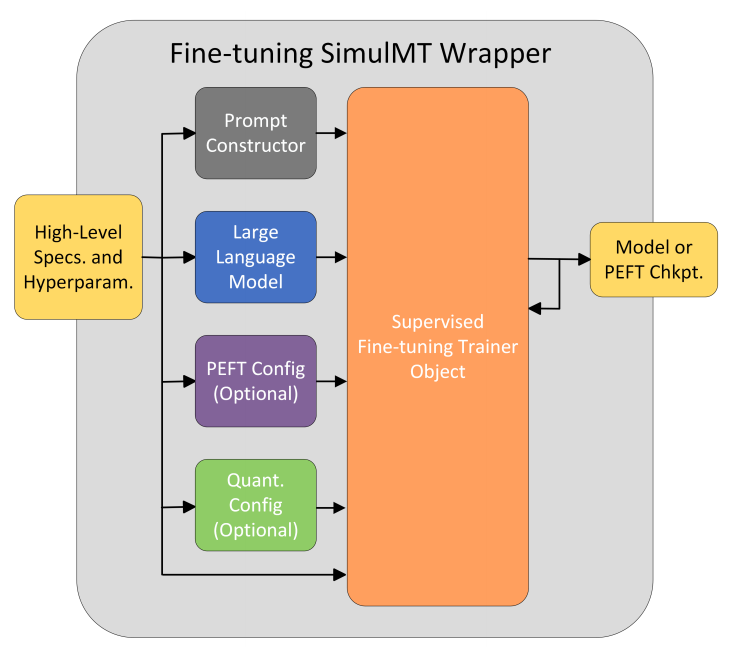 Fine-tuning SimulMT Wrapper
High-Level
Specs. and
Hyperparam.
Prompt
Constructor
Large
Language
Model
PEFT Config
(Optional)
Quant.
Config
(Optional)
Supervised
Fine-tuning Trainer
Object
Model or
PEFT Chkpt.